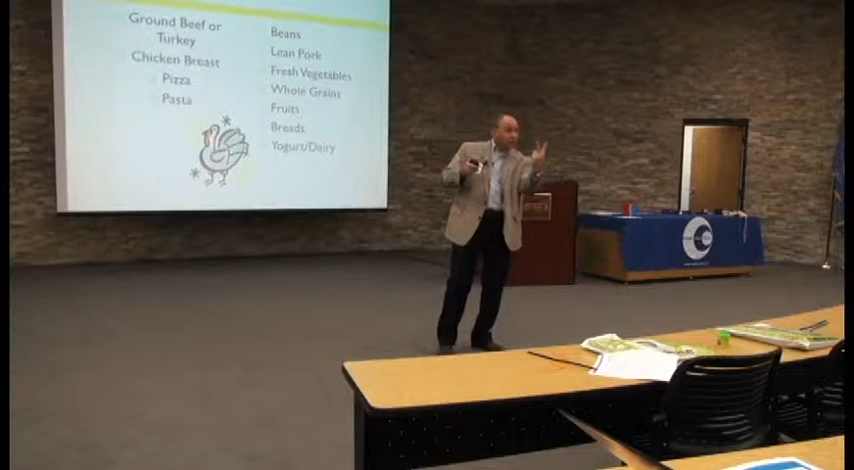 Ground Beef or
Turkey
Chicken Breast
Pizza
Pasta
Beans
Lean Pork
Fresh Vegetables
Whole Grains
Fruits
Breads
Yogurt/Dairy